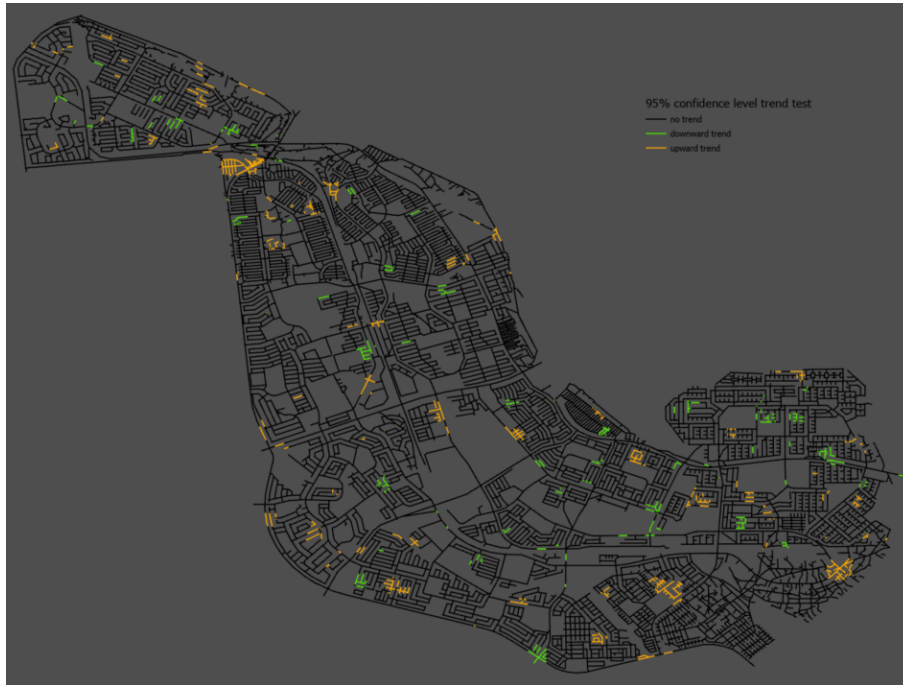 95% confidence level trend test
no trend
downward trend
upward trend